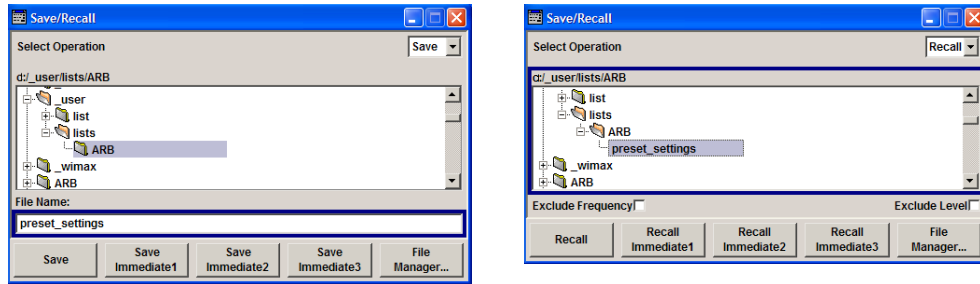 Save/Recall
Select Operation
Save
d:/_user/lists/ARB
_user
list
lists
ARB
_wimax
ARB
File Name:
preset_settings
Save
Save Immediate1
Save Immediate2
Save Immediate3
File Manager...
Save/Recall
Select Operation
Recall
d:/_user/lists/ARB
list
lists
ARB
preset_settings
_wimax
ARB
Exclude Frequency
Exclude Level
Recall
Recall Immediate1
Recall Immediate2
Recall Immediate3
File Manager...